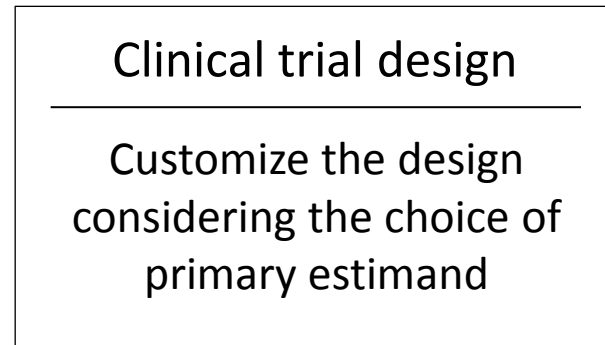 Clinical trial design
Customize the design
considering the choice of
primary estimand